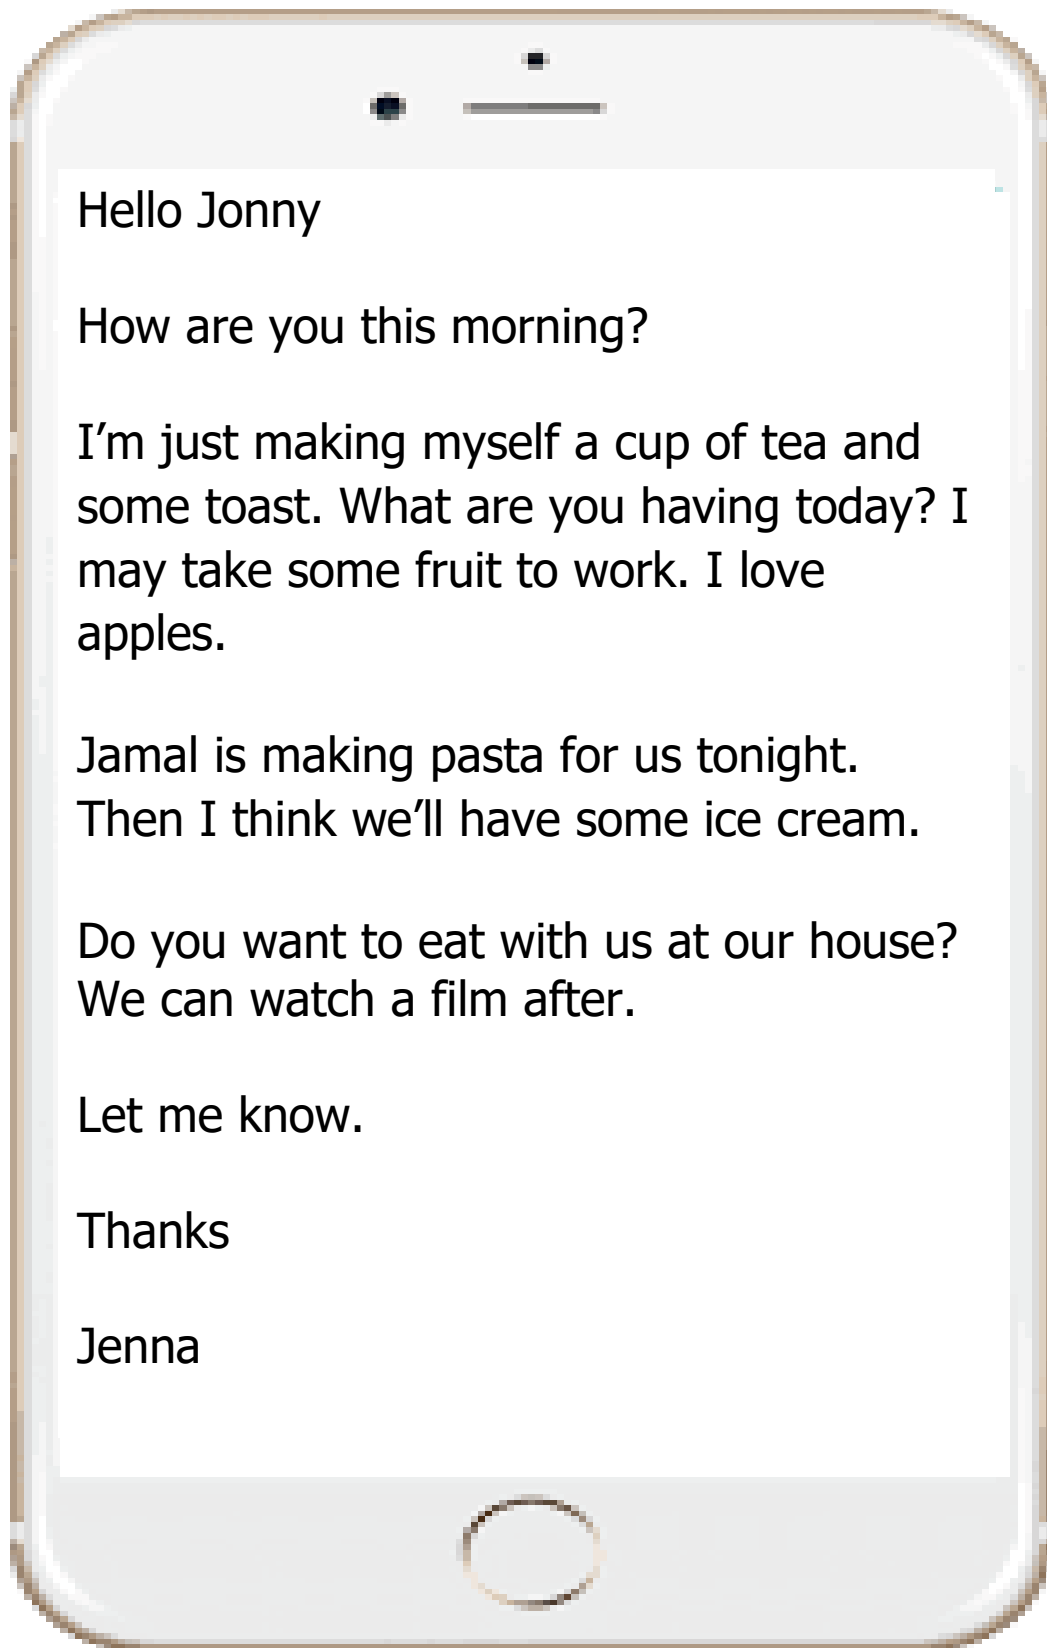 Hello Jonny
How are you this morning?
I’m just making myself a cup of tea and
some toast. What are you having today? I
may take some fruit to work. I love
apples.
Jamal is making pasta for us tonight.
Then I think we’ll have some ice cream.
Do you want to eat with us at our house?
We can watch a film after.
Let me know.
Thanks
Jenna